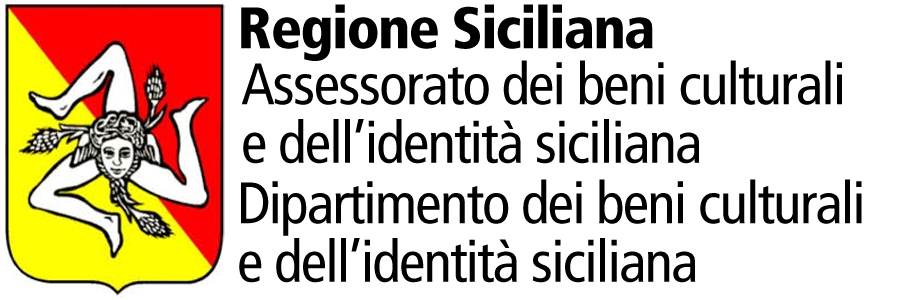 Regione Siciliana
Assessorato dei beni culturali
e dell’identità siciliana
Dipartimento dei beni culturali
e dell’identità siciliana